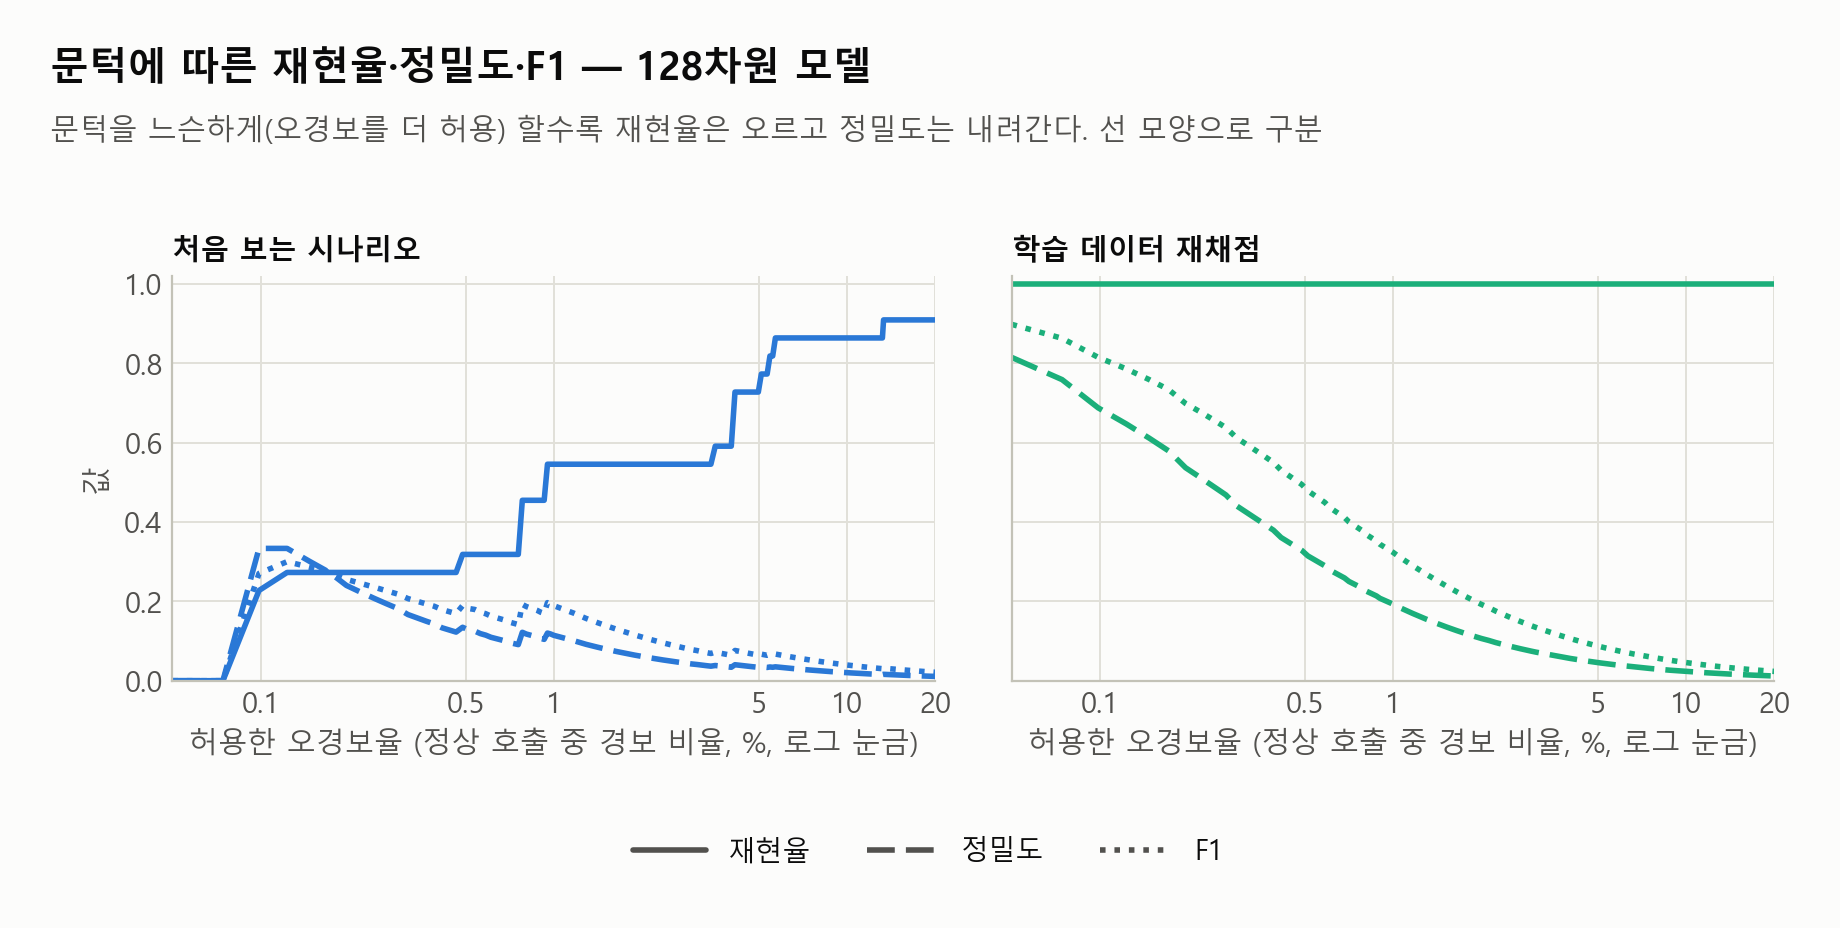 문턱에 따른 재현율·정밀도·F1 — 128차원 모델
문턱을 느슨하게(오경보를 더 허용) 할수록 재현율은 오르고 정밀도는 내려간다. 선 모양으로 구분
처음 보는 시나리오
학습 데이터 재채점
1.0
0.8
0.6
0.4
0.2
0.0
값
0.1 0.5 1 5 10 20
0.1 0.5 1 5 10 20
허용한 오경보율 (정상 호출 중 경보 비율, %, 로그 눈금)
허용한 오경보율 (정상 호출 중 경보 비율, %, 로그 눈금)
재현율 정밀도 F1